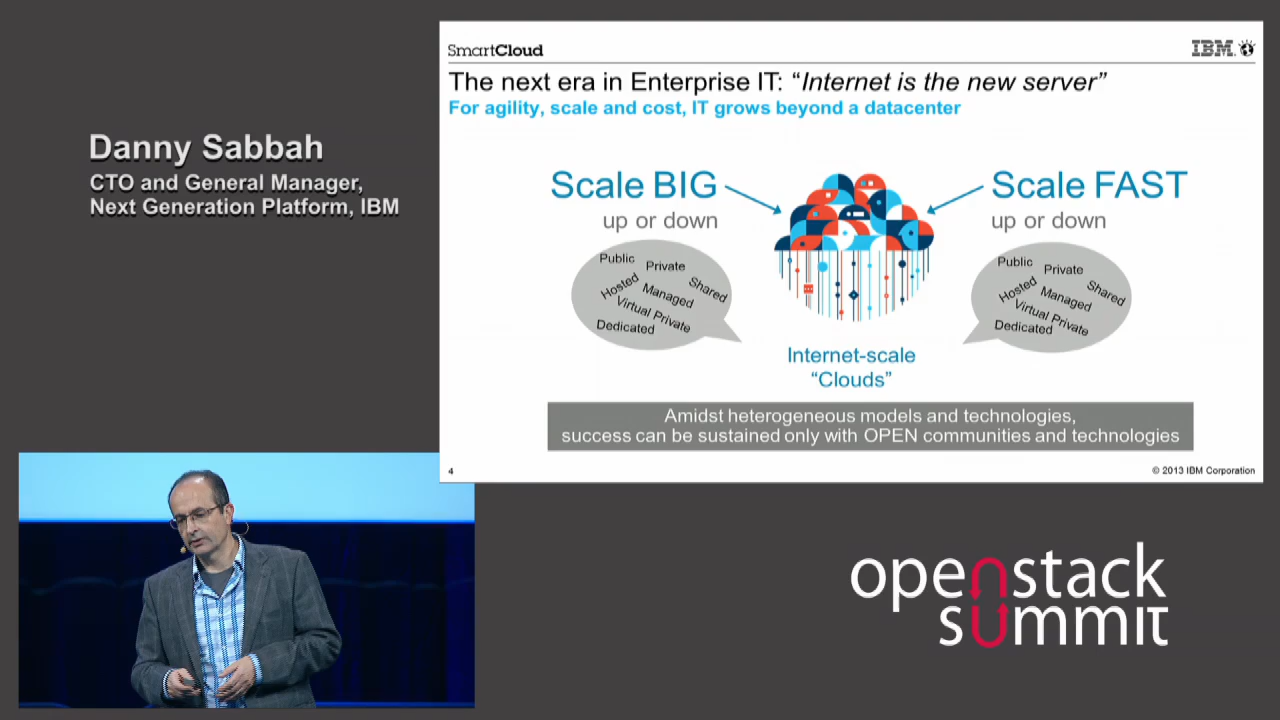 Danny Sabbah
CTO and General Manager,
Next Generation Platform, IBM
SmartCloud
IBM
The next era in Enterprise IT: “Internet is the new server”
For agility, scale and cost, IT grows beyond a datacenter
Scale BIG
up or down
Public
Private
Hosted
Managed
Shared
Virtual Private
Dedicated
Scale FAST
up or down
Public
Private
Hosted
Managed
Shared
Virtual Private
Dedicated
Internet-scale
“Clouds”
Amidst heterogeneous models and technologies,
success can be sustained only with OPEN communities and technologies
4
© 2013 IBM Corporation
openstack
summit